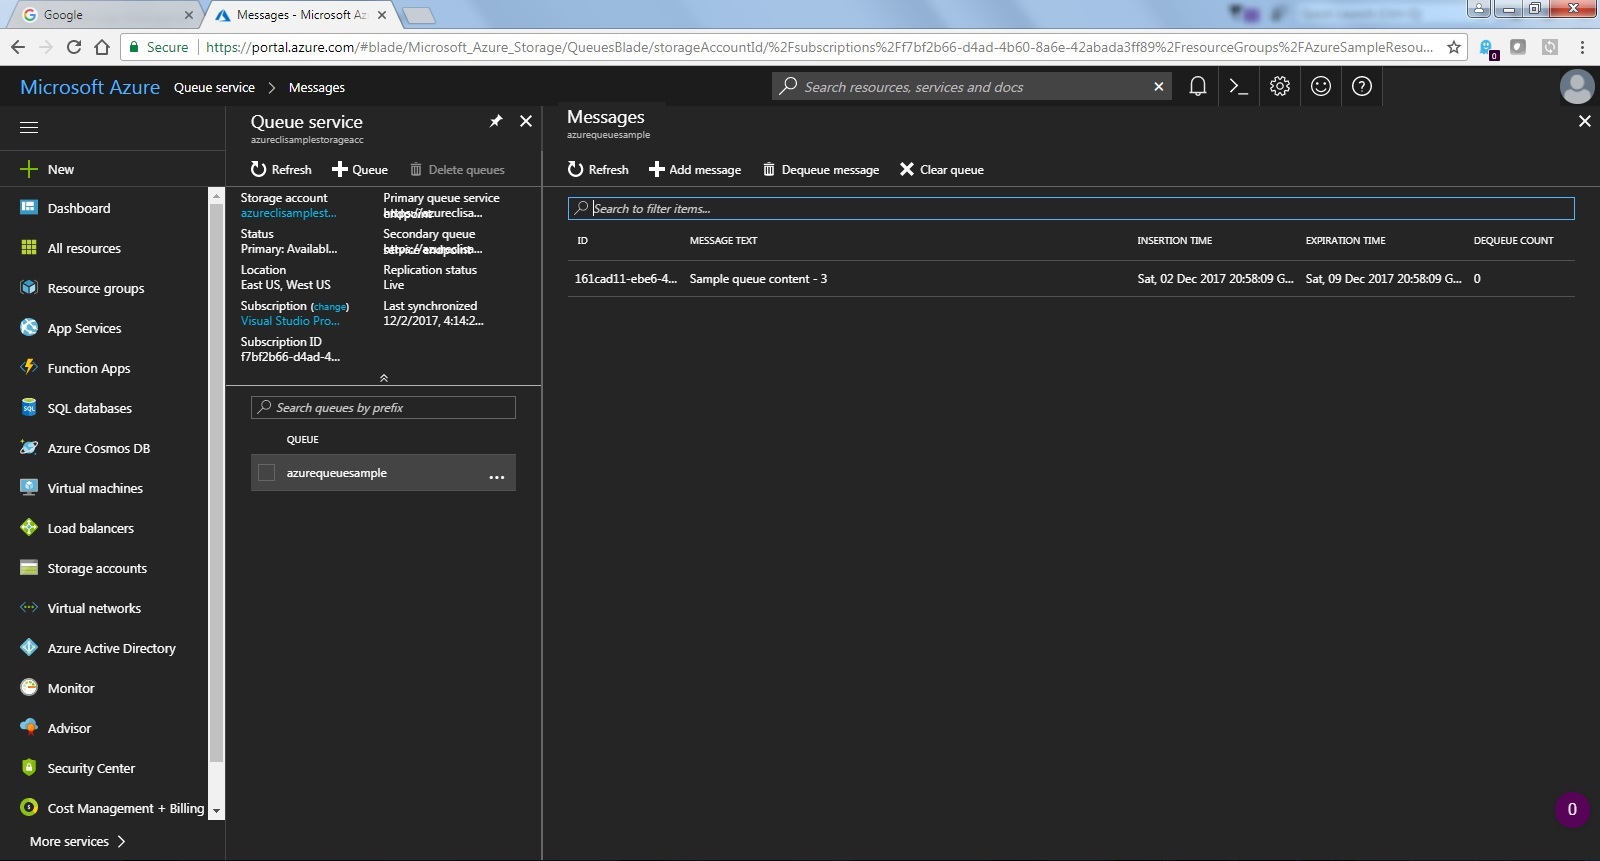 Google
Messages - Microsoft Az
Secure
https://portal.azure.com/#blade/Microsoft_Azure_Storage/QueuesBlade/storageAccountId/%2Fsubscriptions%2Ff7bf2b66-d4ad-4b60-8a6e-42abada3ff89%2FresourceGroups%2FAzureSampleResou...
0
Microsoft Azure
Queue service > Messages
Search resources, services and docs
New
Dashboard
All resources
Resource groups
App Services
Function Apps
SQL databases
Azure Cosmos DB
Virtual machines
Load balancers
Storage accounts
Virtual networks
Azure Active Directory
Monitor
Advisor
Security Center
Cost Management + Billing
More services >
Queue service
azureclisamplestorageacc
Refresh
Queue
Delete queues
Storage account
azureclisamplest...
Status
Primary: Availabl...
Location
East US, West US
Subscription (change)
Visual Studio Pro...
Subscription ID
f7bf2b66-d4ad-4...
Primary queue service
endpoint
https://azureclisa...
Secondary queue
service endpoint
https://azureclisa...
Replication status
Live
Last synchronized
12/2/2017, 4:14:2...
Search queues by prefix
QUEUE
azurequeuesample
...
Messages
azurequeuesample
Refresh
Add message
Dequeue message
Clear queue
Search to filter items...
ID MESSAGE TEXT INSERTION TIME EXPIRATION TIME DEQUEUE COUNT
161cad11-ebe6-4... Sample queue content - 3 Sat, 02 Dec 2017 20:58:09 G... Sat, 09 Dec 2017 20:58:09 G... 0
0